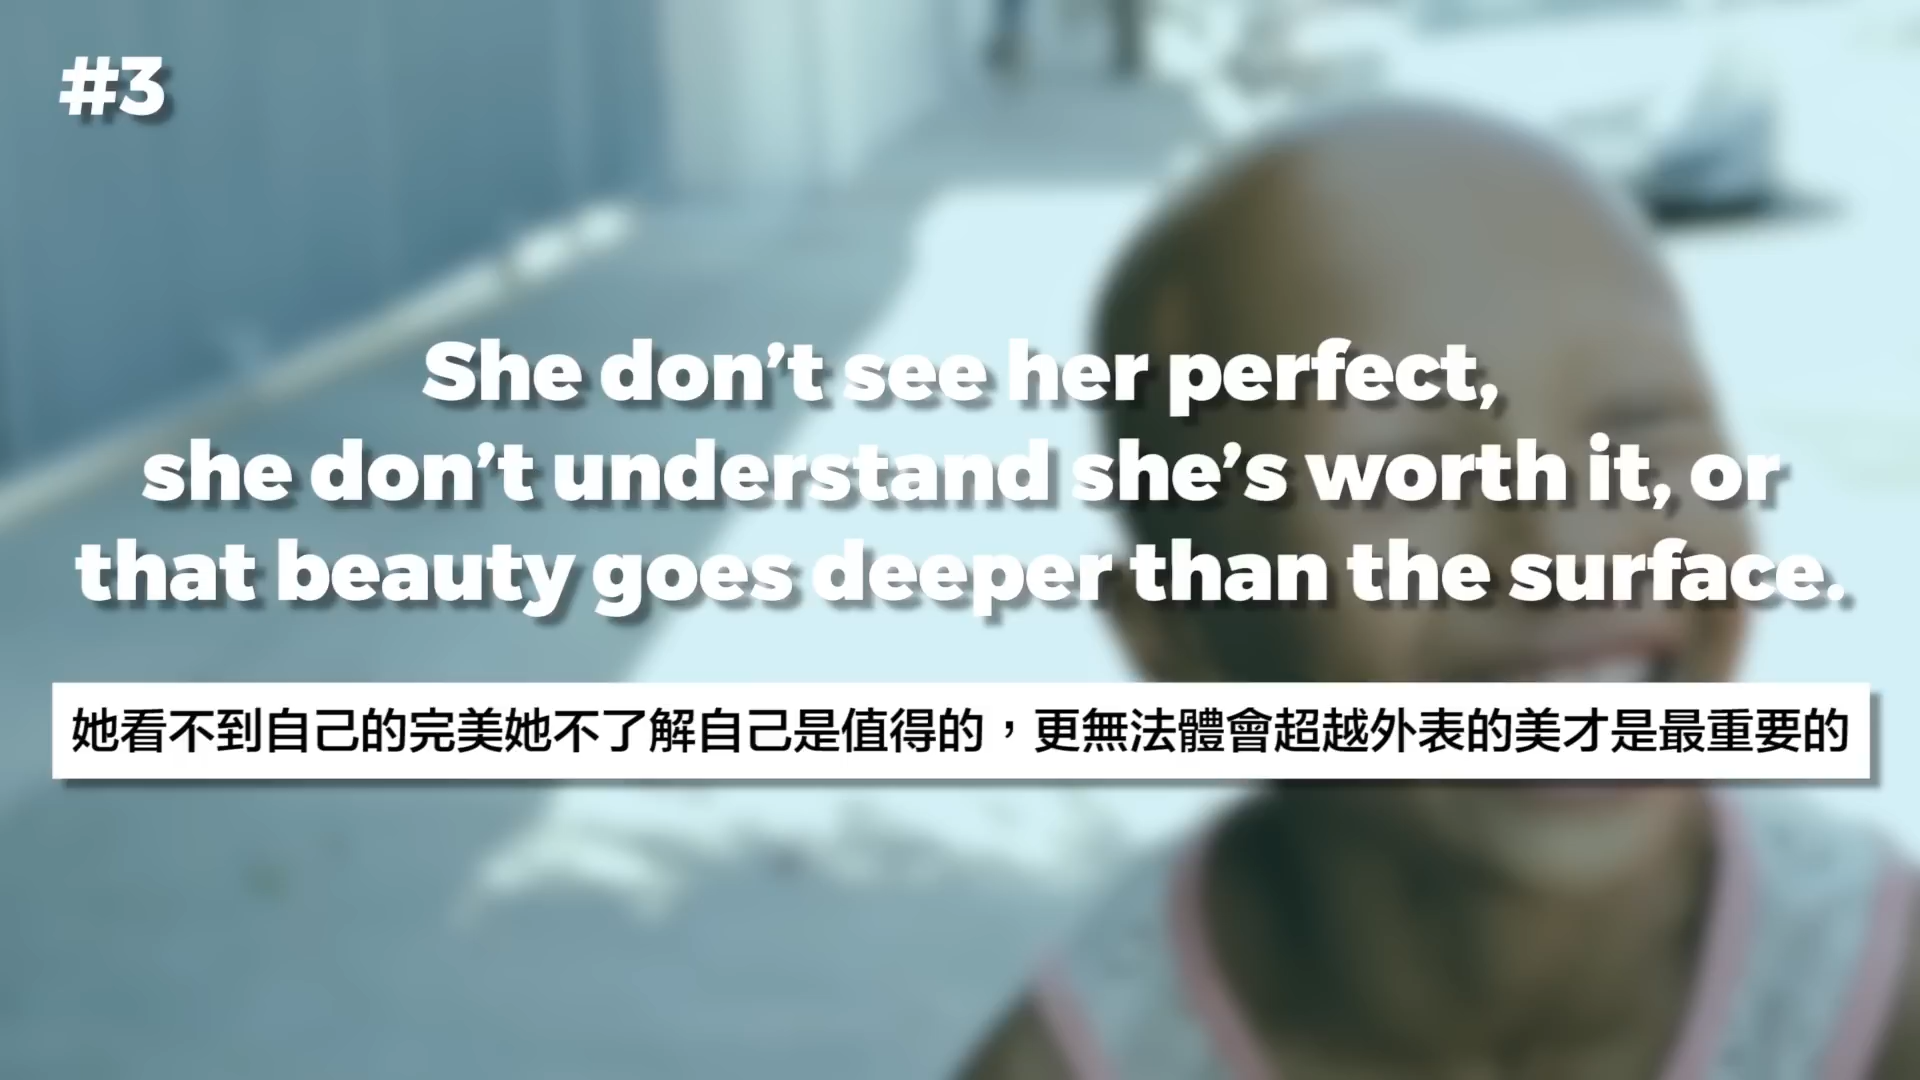 #3
She don’t see her perfect,
she don’t understand she’s worth it, or
that beauty goes deeper than the surface.
她看不到自己的完美她不了解自己是值得的，更無法體會超越外表的美才是最重要的